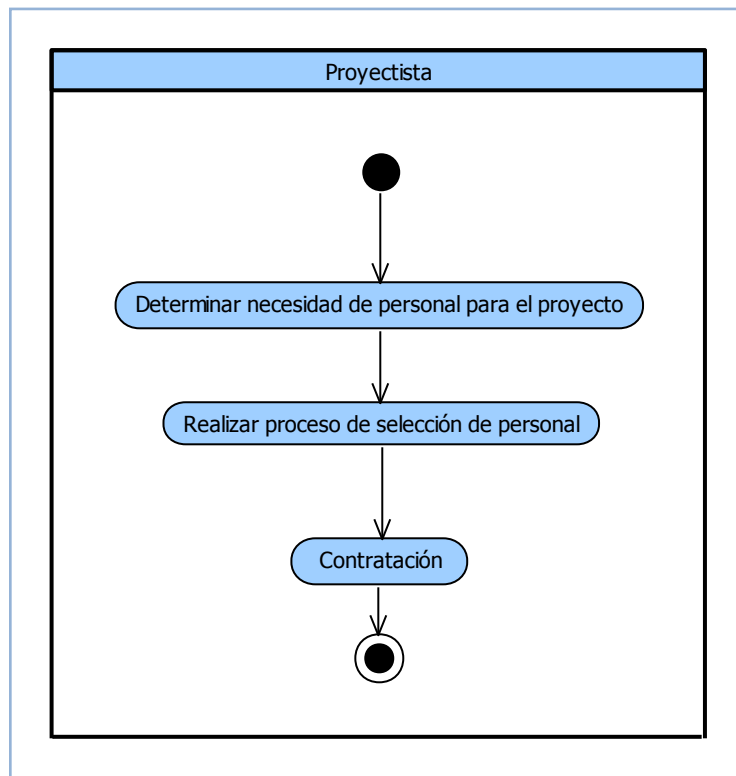 Proyectista
Determinar necesidad de personal para el proyecto
Realizar proceso de selección de personal
Contratación